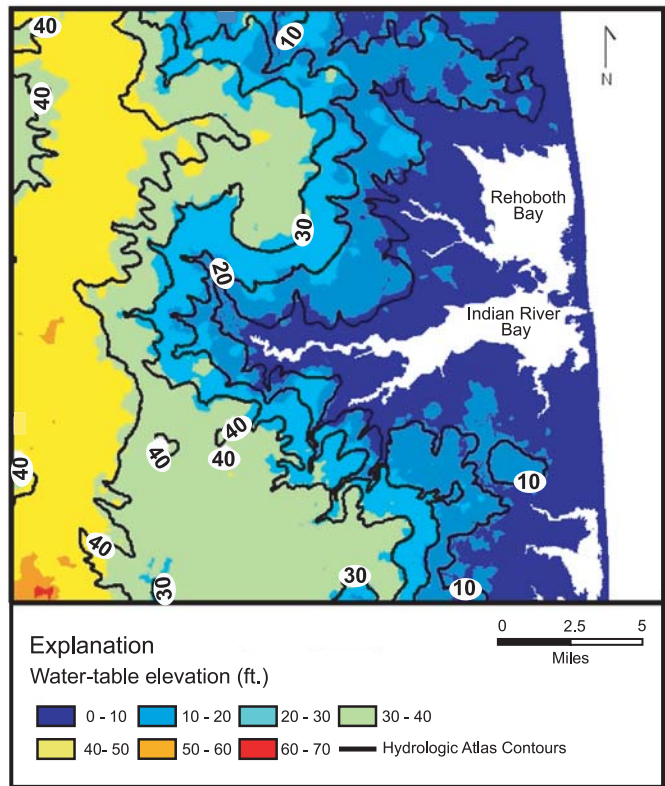 40
10
N
40
40
Rehoboth
Bay
30
20
Indian River
Bay
40
40
40
40
10
40
30
30
10
Explanation
Water-table elevation (ft.)
0 2.5 5
Miles
0 - 10 10 - 20 20 - 30 30 - 40
40- 50 50 - 60 60 - 70 Hydrologic Atlas Contours